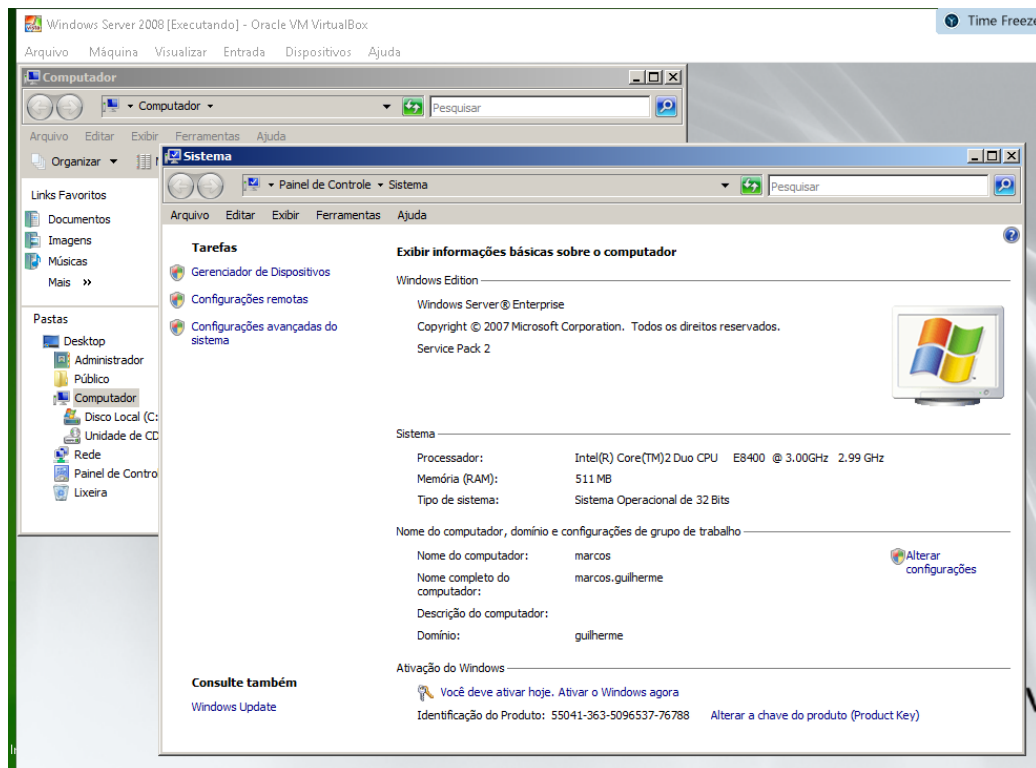 Windows Server 2008 [Executando] - Oracle VM VirtualBox
Time Freeze
Arquivo Máquina Visualizar Entrada Dispositivos Ajuda
Computador
Computador
Pesquisar
Arquivo Editar Exibir Ferramentas Ajuda
Organizar
Links Favoritos
Documentos
Imagens
Músicas
Mais »
Pastas
Desktop
Administrador
Público
Computador
Disco Local (C:
Unidade de CD
Rede
Painel de Contro
Lixeira
Sistema
Painel de Controle Sistema
Pesquisar
Arquivo Editar Exibir Ferramentas Ajuda
Tarefas
Gerenciador de Dispositivos
Configurações remotas
Configurações avançadas do
sistema
Consulte também
Windows Update
Exibir informações básicas sobre o computador
Windows Edition
Windows Server® Enterprise
Copyright © 2007 Microsoft Corporation. Todos os direitos reservados.
Service Pack 2
Sistema
Processador: Intel(R) Core(TM)2 Duo CPU E8400 @ 3.00GHz 2.99 GHz
Memória (RAM): 511 MB
Tipo de sistema: Sistema Operacional de 32 Bits
Nome do computador, domínio e configurações de grupo de trabalho
Nome do computador: marcos
Alterar
configurações
Nome completo do
computador: marcos.guilherme
Descrição do computador:
Domínio: guilherme
Ativação do Windows
Você deve ativar hoje. Ativar o Windows agora
Identificação do Produto: 55041-363-5096537-76788 Alterar a chave do produto (Product Key)